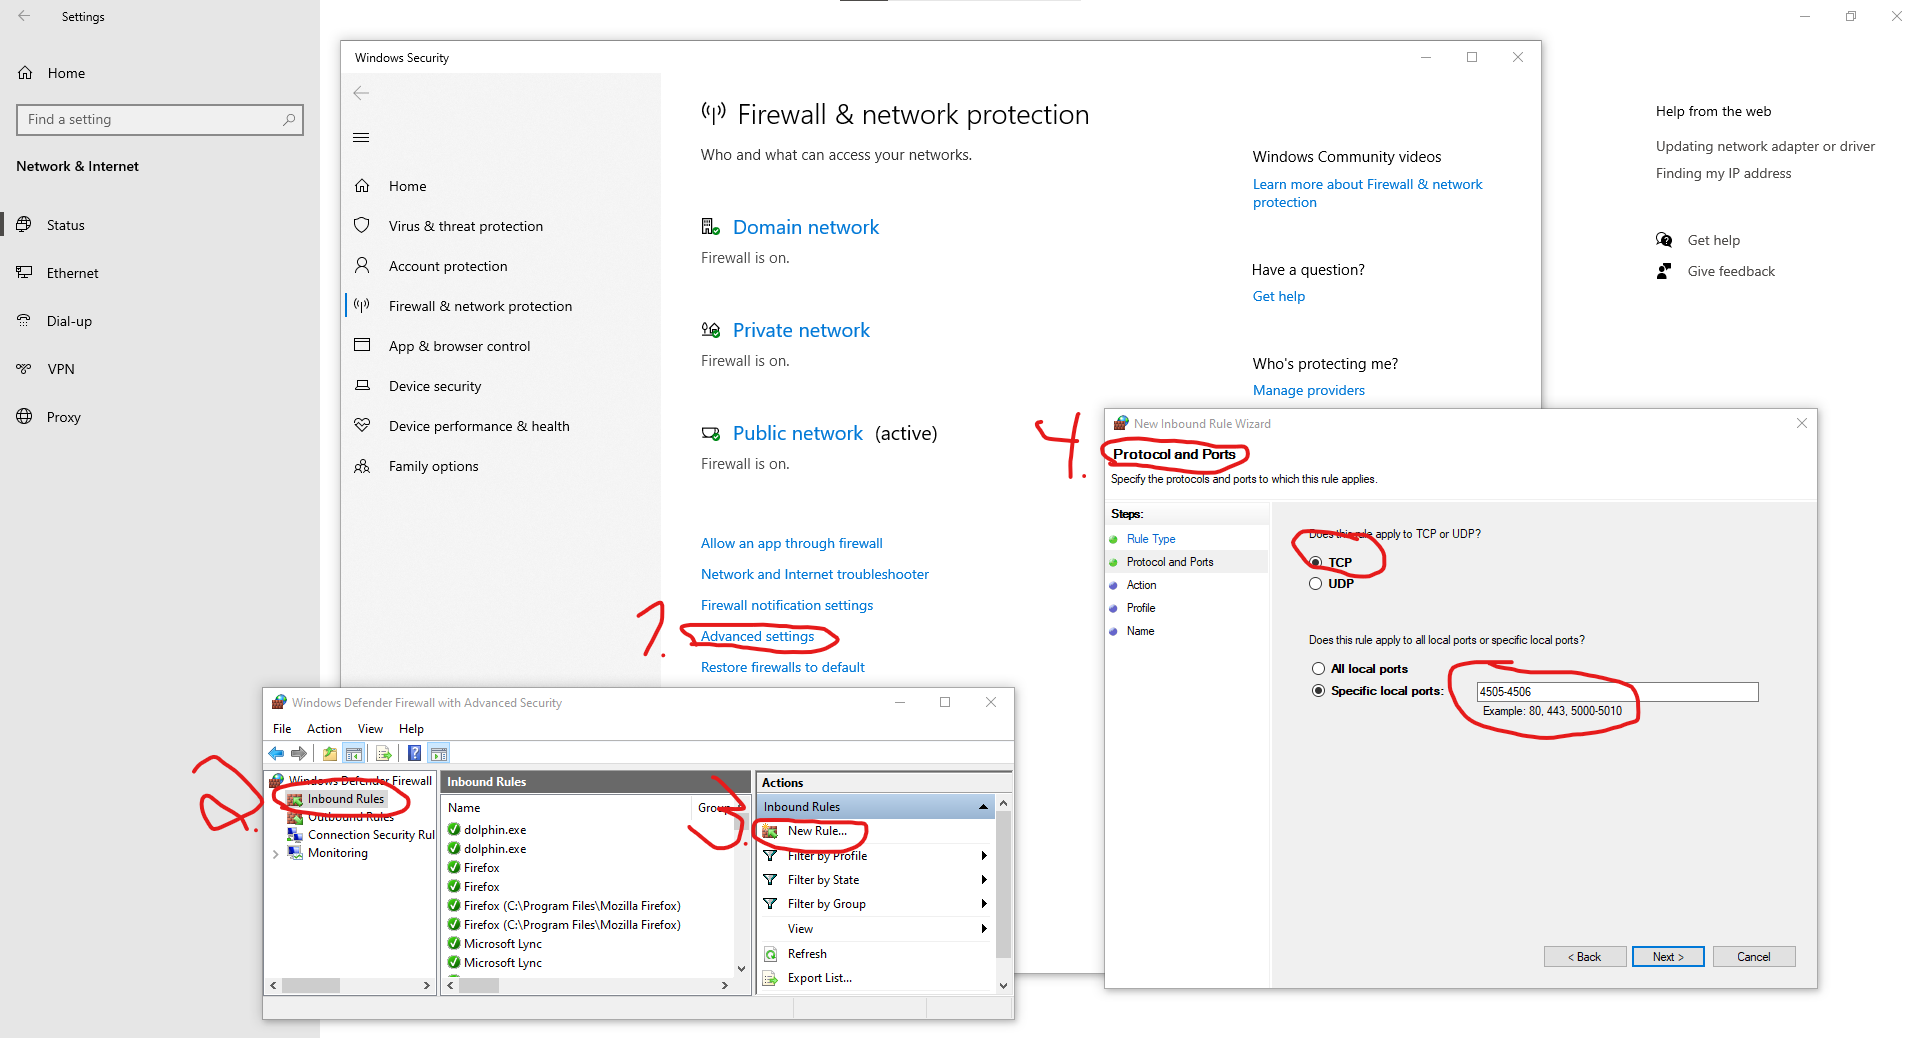 Settings
Home
Find a setting
Network & Internet
Status
Ethernet
Dial-up
VPN
Proxy
Windows Security
Home
Virus & threat protection
Account protection
Firewall & network protection
App & browser control
Device security
Device performance & health
Family options
Firewall & network protection
Who and what can access your networks.
Domain network
Firewall is on.
Private network
Firewall is on.
Public network (active)
Firewall is on.
Allow an app through firewall
Network and Internet troubleshooter
Firewall notification settings
1.
Advanced settings
Restore firewalls to default
Windows Community videos
Learn more about Firewall & network
protection
Have a question?
Get help
Who's protecting me?
Manage providers
Help from the web
Updating network adapter or driver
Finding my IP address
Get help
Give feedback
Windows Defender Firewall with Advanced Security
File Action View Help
2.
Windows Defender Firewall
Inbound Rules
Outbound Rules
Connection Security Rul
Monitoring
Inbound Rules
Name Group
dolphin.exe
dolphin.exe
Firefox
Firefox
Firefox (C:\Program Files\Mozilla Firefox)
Firefox (C:\Program Files\Mozilla Firefox)
Microsoft Lync
Microsoft Lync
3.
Actions
Inbound Rules
New Rule...
Filter by Profile
Filter by State
Filter by Group
View
Refresh
Export List...
4.
New Inbound Rule Wizard
Protocol and Ports
Specify the protocols and ports to which this rule applies.
Steps:
Rule Type
Protocol and Ports
Action
Profile
Name
Does this rule apply to TCP or UDP?
TCP
UDP
Does this rule apply to all local ports or specific local ports?
All local ports
Specific local ports: 4505-4506
Example: 80, 443, 5000-5010
< Back Next > Cancel